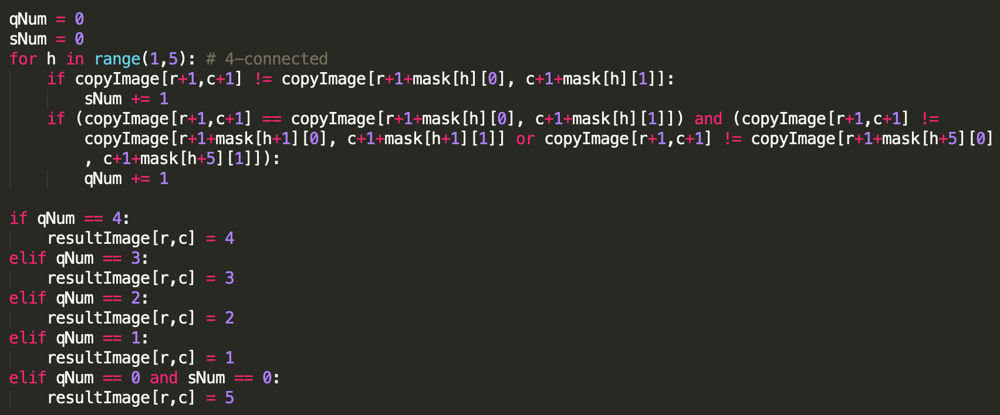 qNum = 0
sNum = 0
for h in range(1,5): # 4-connected
    if copyImage[r+1,c+1] != copyImage[r+1+mask[h][0], c+1+mask[h][1]]:
        sNum += 1
    if (copyImage[r+1,c+1] == copyImage[r+1+mask[h][0], c+1+mask[h][1]]) and (copyImage[r+1,c+1] !=
        copyImage[r+1+mask[h+1][0], c+1+mask[h+1][1]] or copyImage[r+1,c+1] != copyImage[r+1+mask[h+5][0]
        , c+1+mask[h+5][1]]):
        qNum += 1

if qNum == 4:
    resultImage[r,c] = 4
elif qNum == 3:
    resultImage[r,c] = 3
elif qNum == 2:
    resultImage[r,c] = 2
elif qNum == 1:
    resultImage[r,c] = 1
elif qNum == 0 and sNum == 0:
    resultImage[r,c] = 5